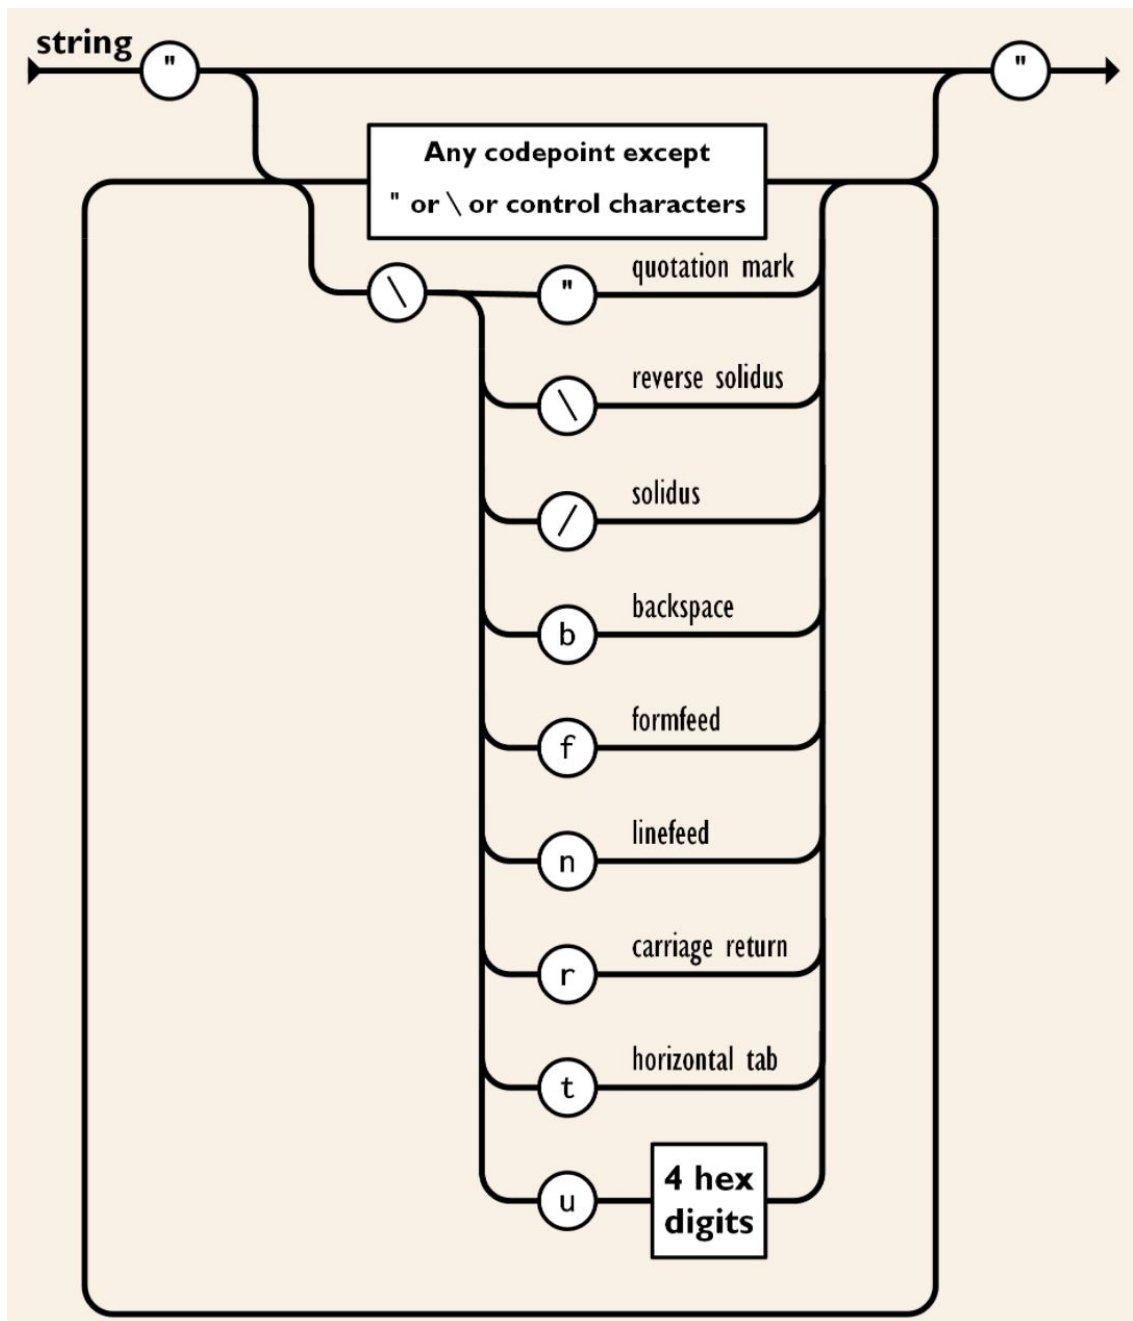 string
" "
Any codepoint except
" or \ or control characters
\ " quotation mark
\ reverse solidus
/ solidus
b backspace
f formfeed
n linefeed
r carriage return
t horizontal tab
u 4 hex
digits